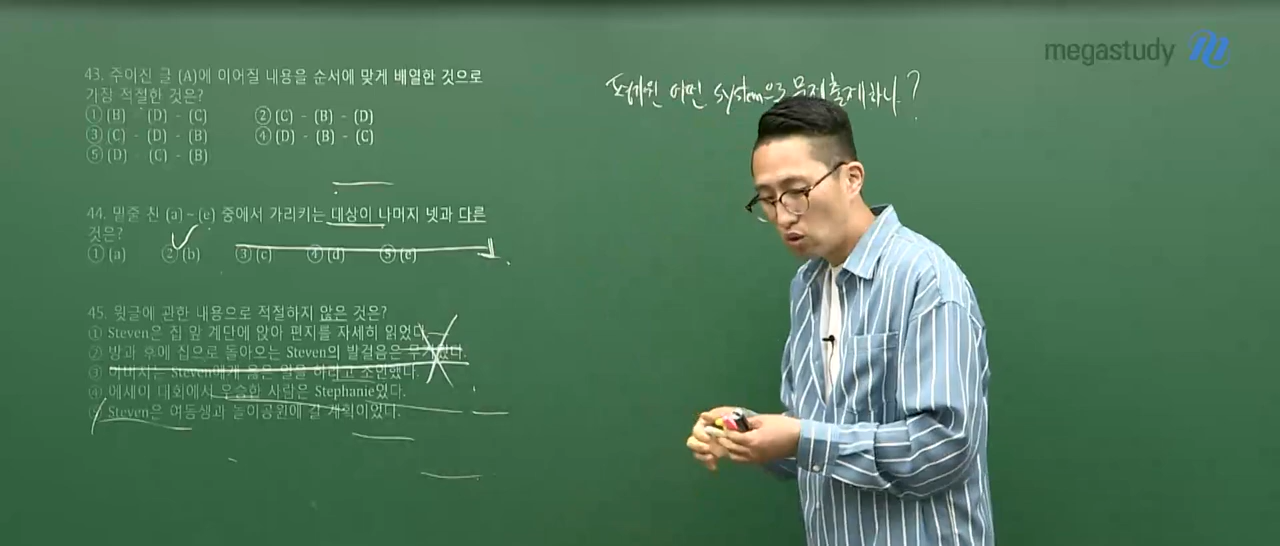 megastudy
43. 주어진 글 (A)에 이어질 내용을 순서에 맞게 배열한 것으로
가장 적절한 것은?
① (B) - (D) - (C) ② (C) - (B) - (D)
③ (C) - (D) - (B) ④ (D) - (B) - (C)
⑤ (D) - (C) - (B)
44. 밑줄 친 (a) ~ (e) 중에서 가리키는 대상이 나머지 넷과 다른
것은?
① (a) ② (b) ③ (c) ④ (d) ⑤ (e)
45. 윗글에 관한 내용으로 적절하지 않은 것은?
① Steven은 집 앞 계단에 앉아 편지를 자세히 읽었다.
② 방과 후에 집으로 돌아오는 Steven의 발걸음은 무거웠다.
③ 아버지는 Steven에게 옳은 일을 하라고 조언했다.
④ 에세이 대회에서 우승한 사람은 Stephanie였다.
⑤ Steven은 여동생과 놀이공원에 갈 계획이었다.
평가원 어떤 system으로 문제출제하나?